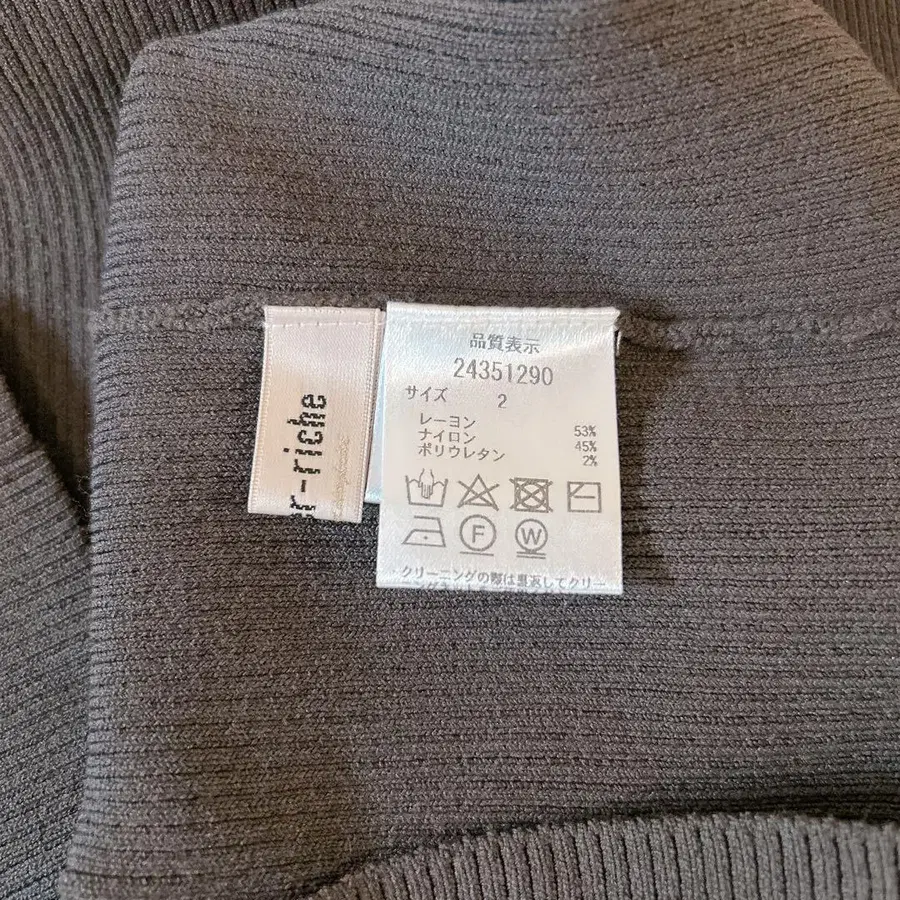 er-riche
品質表示
24351290
サイズ 2
レーヨン 53%
ナイロン 45%
ポリウレタン 2%
F W
クリーニングの際は裏返してクリー